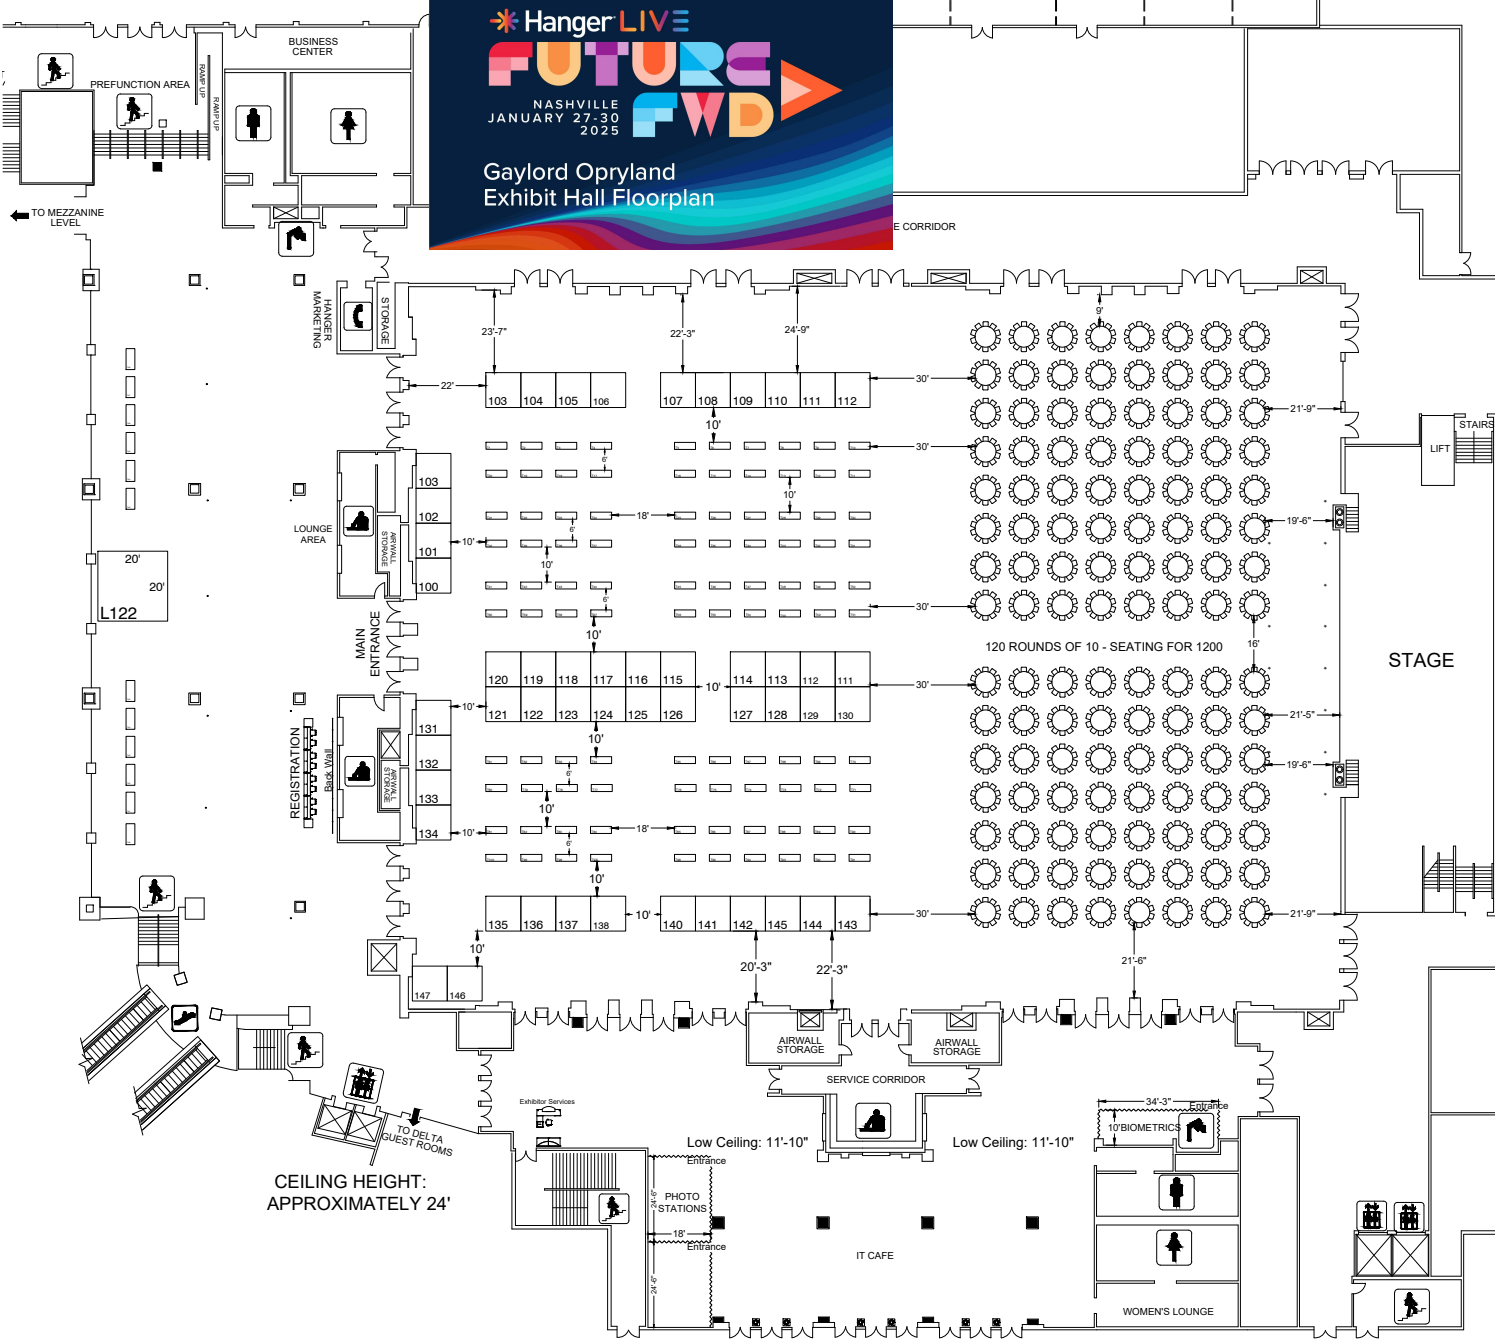 Hanger LIVE
FUTURE
FWD
NASHVILLE
JANUARY 27-30
2025
Gaylord Opryland
Exhibit Hall Floorplan
BUSINESS
CENTER
PREFUNCTION AREA
RAMP UP
RAMP UP
TO MEZZANINE
LEVEL
E CORRIDOR
HANGER
MARKETING
STORAGE
23'-7"
22'-3"
24'-9"
9'
22'
30'
103 104 105 106
107 108 109 110 111 112
10'
21'-9"
30'
6'
STAIRS
LIFT
10'
103
102
101
100
LOUNGE
AREA
AIRWALL
STORAGE
18'
6'
10'
10'
19'-6"
20'
20'
L122
6'
30'
10'
MAIN
ENTRANCE
120 ROUNDS OF 10 - SEATING FOR 1200
16'
STAGE
120 119 118 117 116 115
10'
114 113 112 111
30'
121 122 123 124 125 126
127 128 129 130
10'
21'-5"
131
132
133
134
REGISTRATION
Back Wall
AIRWALL
STORAGE
10'
6'
10'
19'-6"
10'
18'
6'
10'
135 136 137 138
10'
140 141 142 145 144 143
30'
21'-9"
10'
147 146
20'-3"
22'-3"
21'-6"
AIRWALL
STORAGE
AIRWALL
STORAGE
SERVICE CORRIDOR
Exhibitor Services
34'-3"
Entrance
10'
BIOMETRICS
TO DELTA
GUEST ROOMS
Low Ceiling: 11'-10"
Low Ceiling: 11'-10"
CEILING HEIGHT:
APPROXIMATELY 24'
Entrance
24'-6"
PHOTO
STATIONS
18'
Entrance
24'-6"
IT CAFE
WOMEN'S LOUNGE